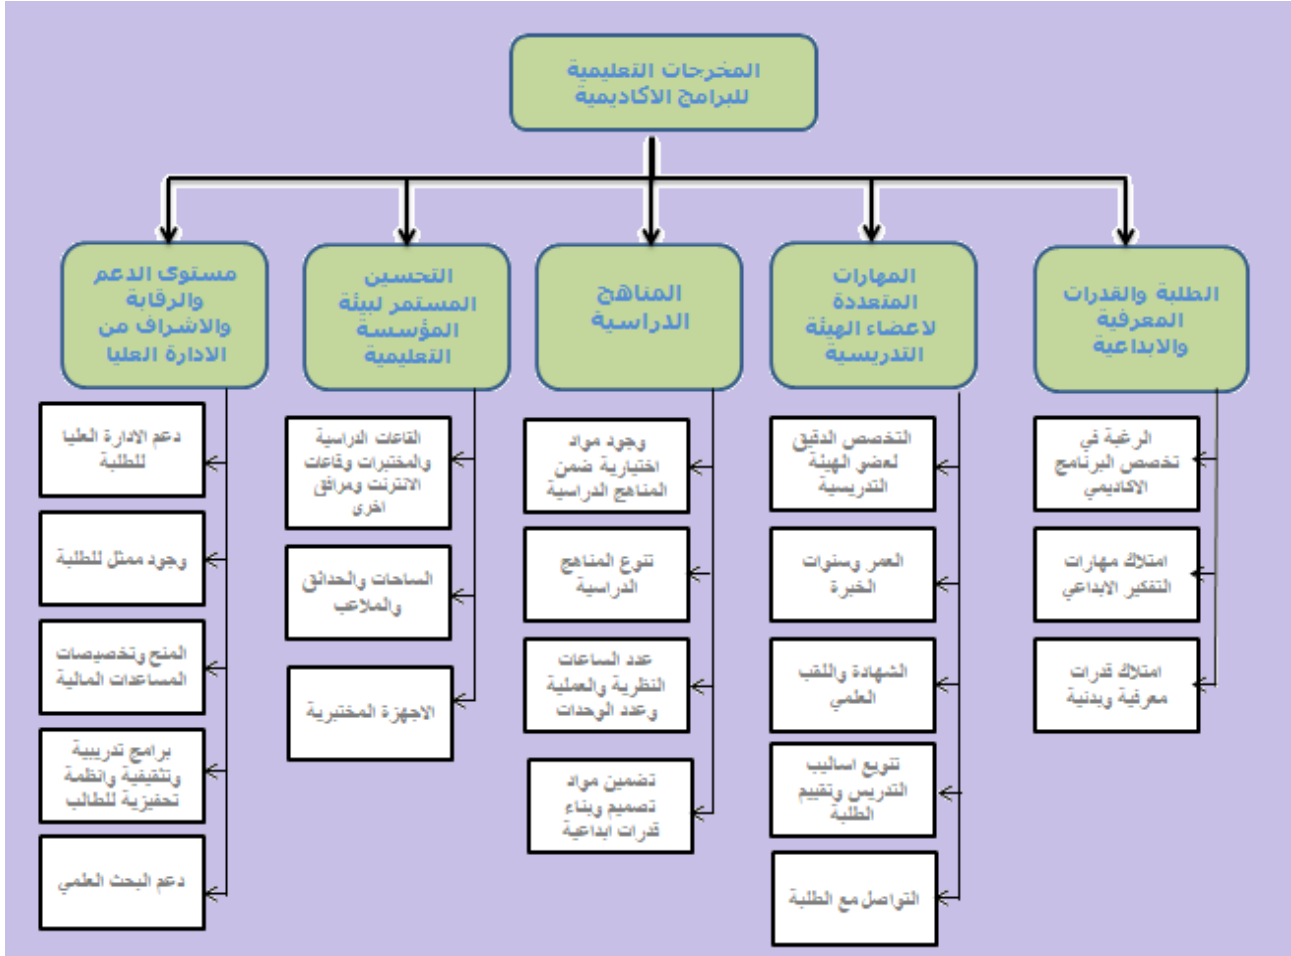 المخرجات التعليمية
للبرامج الاكاديمية
الطلبة والقدرات
المعرفية
والابداعية
الرغبة في
تخصص البرنامج
الاكاديمي
امتلاك مهارات
التفكير الابداعي
امتلاك قدرات
معرفية وبدنية
المهارات
المتعددة
لاعضاء الهيئة
التدريسية
التخصص الدقيق
لعضو الهيئة
التدريسية
العمر وسنوات
الخبرة
الشهادة واللقب
العلمي
تنويع اساليب
التدريس وتقييم
الطلبة
التواصل مع الطلبة
المناهج
الدراسية
وجود مواد
اختيارية ضمن
المناهج الدراسية
تنوع المناهج
الدراسية
عدد الساعات
النظرية والعملية
وعدد الوحدات
تضمين مواد
تصميم وبناء
قدرات ابداعية
التحسين
المستمر لبيئة
المؤسسة
التعليمية
القاعات الدراسية
والمختبرات وقاعات
الانترنت ومرافق
اخرى
الساحات والحدائق
والملاعب
الاجهزة المختبرية
مستوى الدعم
والرقابة
والاشراف من
الادارة العليا
دعم الادارة العليا
للطلبة
وجود ممثل للطلبة
المنح وتخصيصات
المساعدات المالية
برامج تدريبية
وتثقيفية وانظمة
تحفيزية للطالب
دعم البحث العلمي